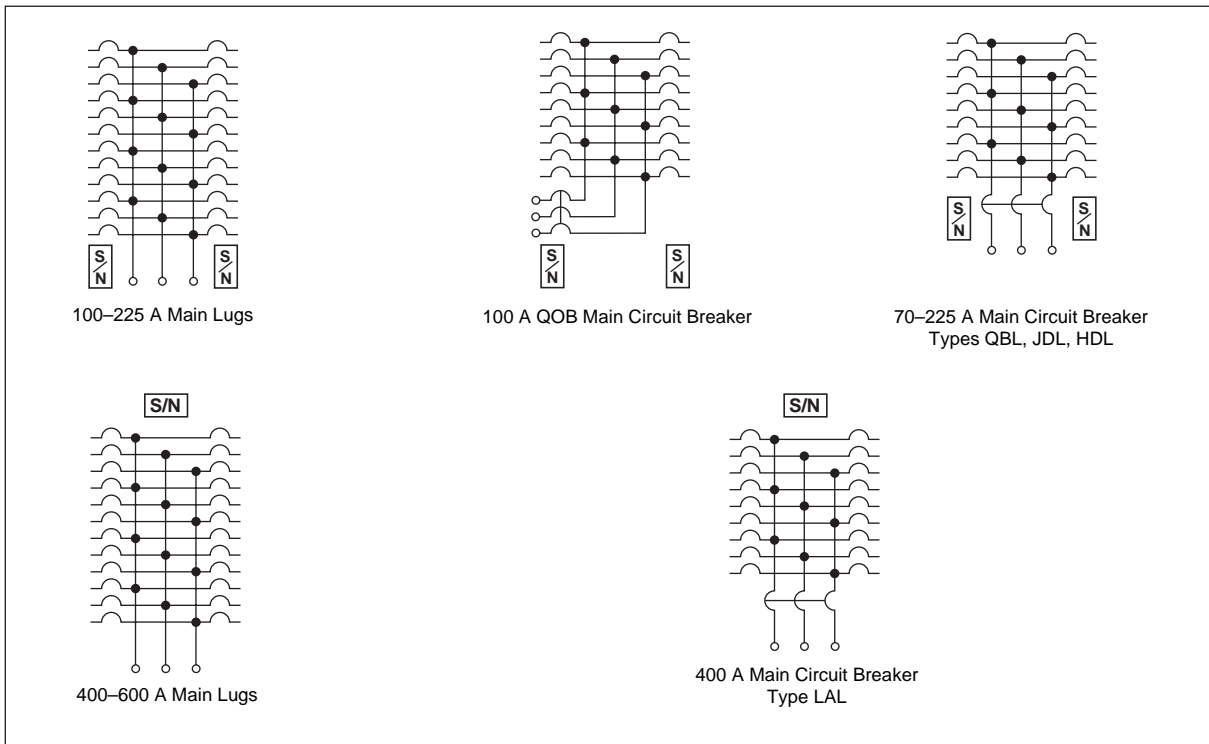 S/N
S/N
100–225 A Main Lugs
S/N
S/N
100 A QOB Main Circuit Breaker
S/N
S/N
70–225 A Main Circuit Breaker
Types QBL, JDL, HDL
S/N
400–600 A Main Lugs
S/N
400 A Main Circuit Breaker
Type LAL